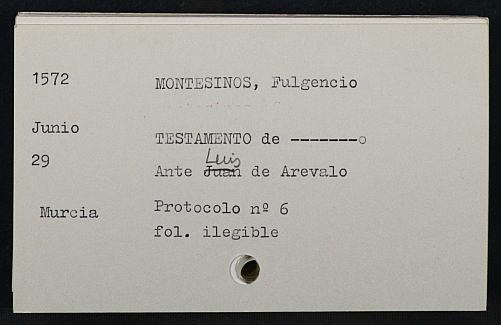 1572 MONTESINOS, Fulgencio
Junio TESTAMENTO de -------o
29 Luis
Ante Juan de Arevalo
Murcia Protocolo nº 6
fol. ilegible